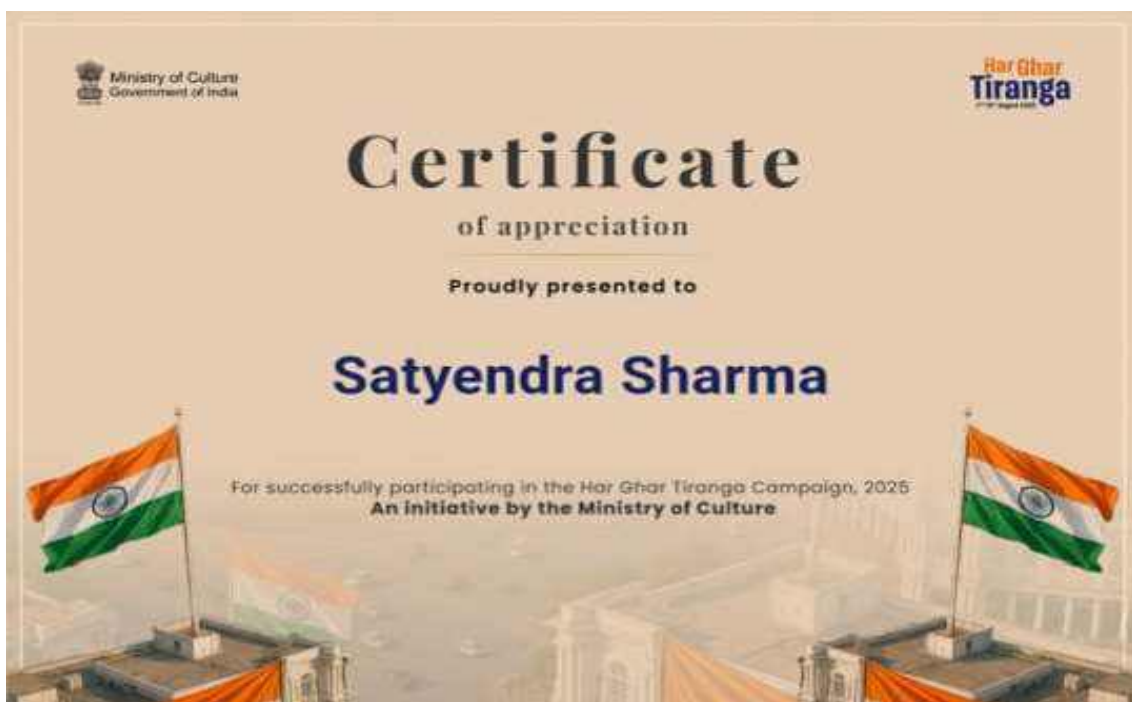 Ministry of Culture
Government of India
Har Ghar
Tiranga
Certificate
of appreciation
Proudly presented to
Satyendra Sharma
For successfully participating in the Har Ghar Tiranga Campaign, 2025
An initiative by the Ministry of Culture